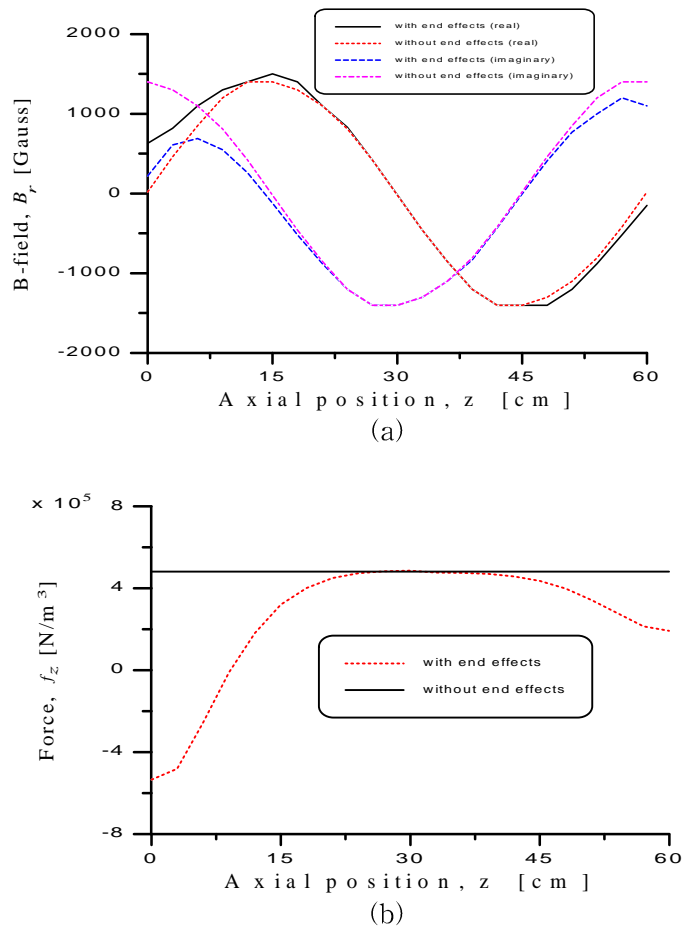 2000
1000
0
-1000
-2000
B-field, B_r [Gauss]
with end effects (real)
without end effects (real)
with end effects (imaginary)
without end effects (imaginary)
0 15 30 45 60
Axial position, z [cm]
(a)
x 10^5
8
4
0
-4
-8
Force, f_z [N/m^3]
with end effects
without end effects
0 15 30 45 60
Axial position, z [cm]
(b)